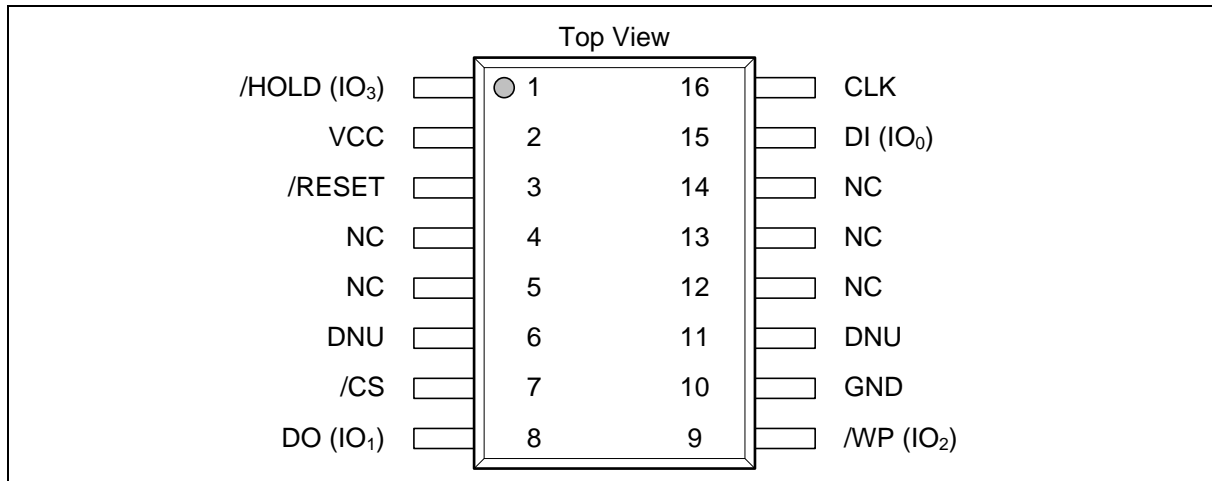 Top View
/HOLD (IO₃) 1 16 CLK
VCC 2 15 DI (IO₀)
/RESET 3 14 NC
NC 4 13 NC
NC 5 12 NC
DNU 6 11 DNU
/CS 7 10 GND
DO (IO₁) 8 9 /WP (IO₂)